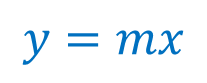 y = mx